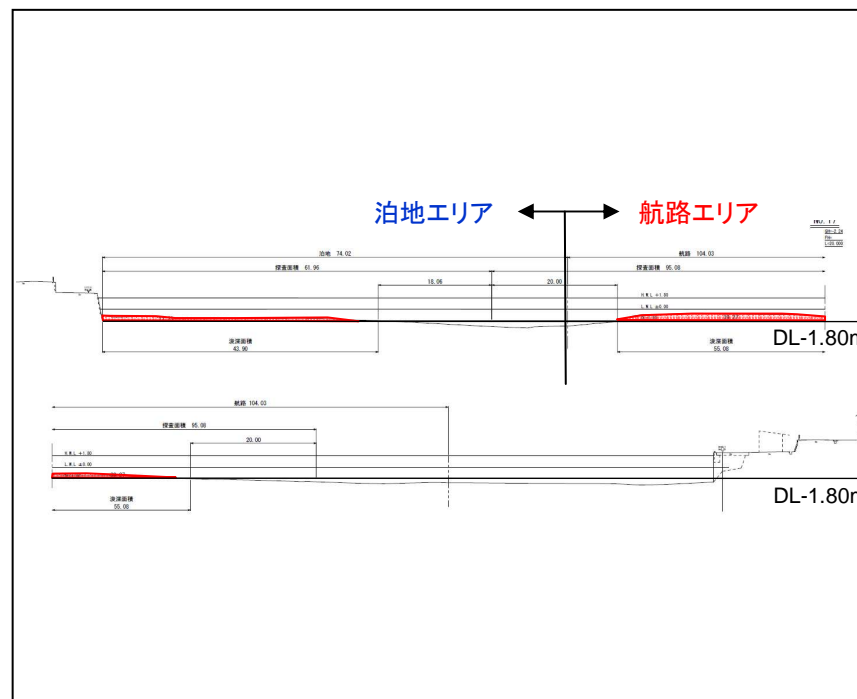 泊地エリア
航路エリア
NO. 17
L=20.000
泊地 74.02
航路 104.03
探査面積 61.96
探査面積 95.08
18.06
20.00
H.W.L +1.80
L.W.L ±0.00
DL-1.80m
浚渫面積
43.90
浚渫面積
55.08
航路 104.03
探査面積 95.08
20.00
L.W.L ±0.00
DL-1.80m
浚渫面積
55.08